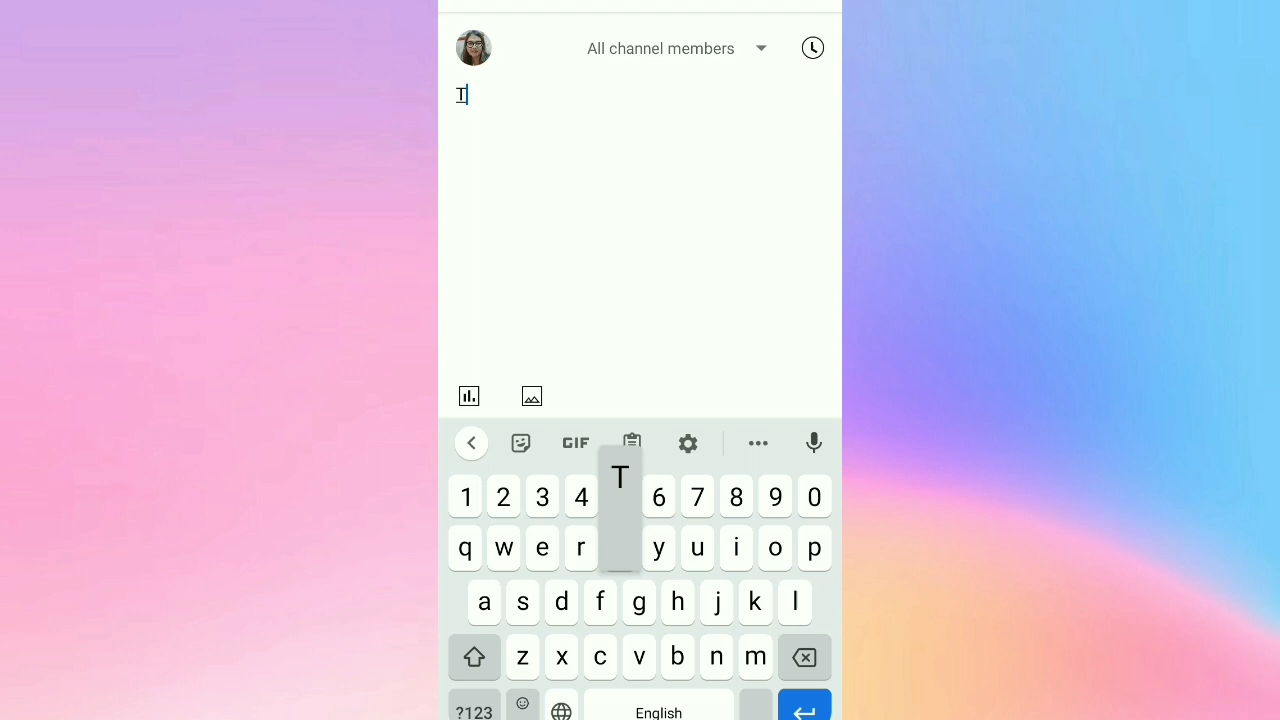 All channel members
T
GIF
T
1 2 3 4 6 7 8 9 0
q w e r y u i o p
a s d f g h j k l
z x c v b n m
?123 English